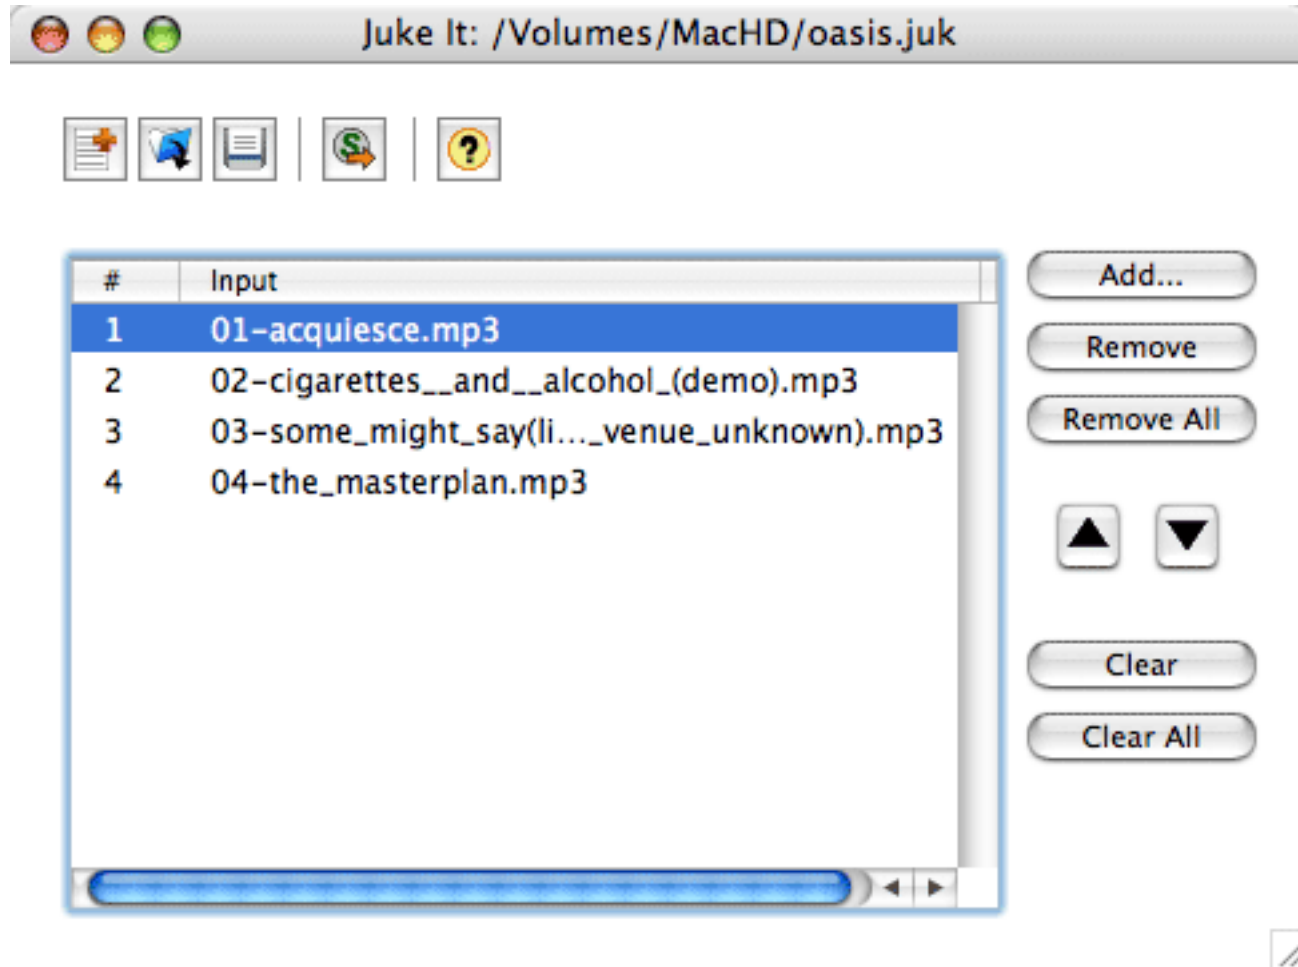 Juke It: /Volumes/MacHD/oasis.juk
# Input
1 01-acquiesce.mp3
2 02-cigarettes__and__alcohol_(demo).mp3
3 03-some_might_say(li..._venue_unknown).mp3
4 04-the_masterplan.mp3
Add...
Remove
Remove All
Clear
Clear All